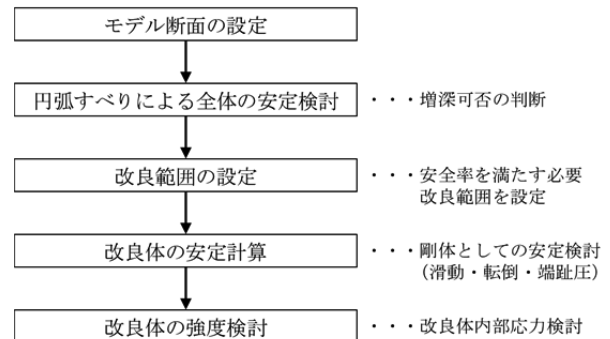 モデル断面の設定
円弧すべりによる全体の安定検討 ・・・増深可否の判断
改良範囲の設定 ・・・安全率を満たす必要
改良範囲を設定
改良体の安定計算 ・・・剛体としての安定検討
（滑動・転倒・端趾圧）
改良体の強度検討 ・・・改良体内部応力検討